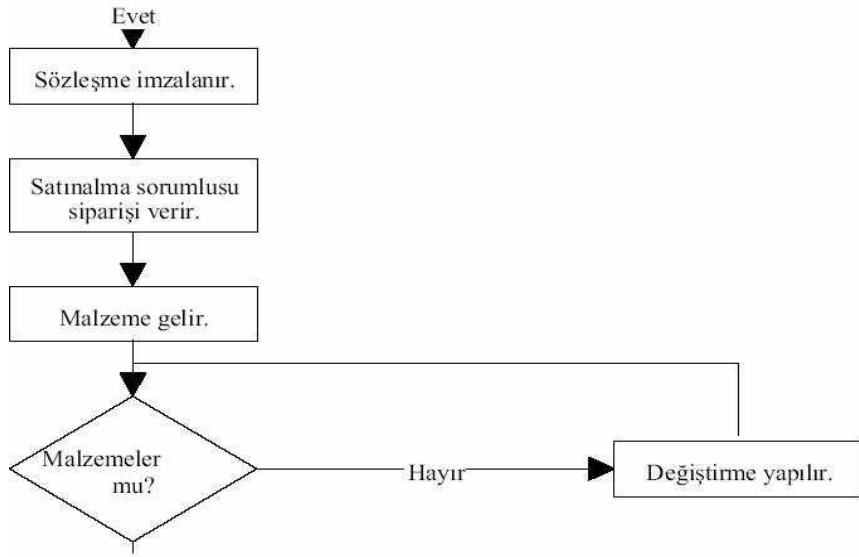 Evet
Sözleşme imzalanır.
Satınalma sorumlusu
siparişi verir.
Malzeme gelir.
Malzemeler
mu?
Hayır
Değiştirme yapılır.